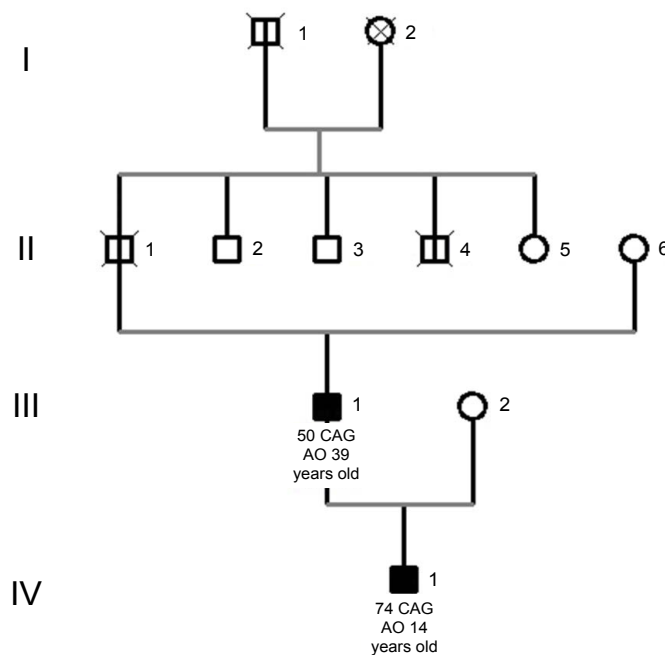 I 1 2
II 1 2 3 4 5 6
III 1 2
50 CAG
AO 39
years old
IV 1
74 CAG
AO 14
years old